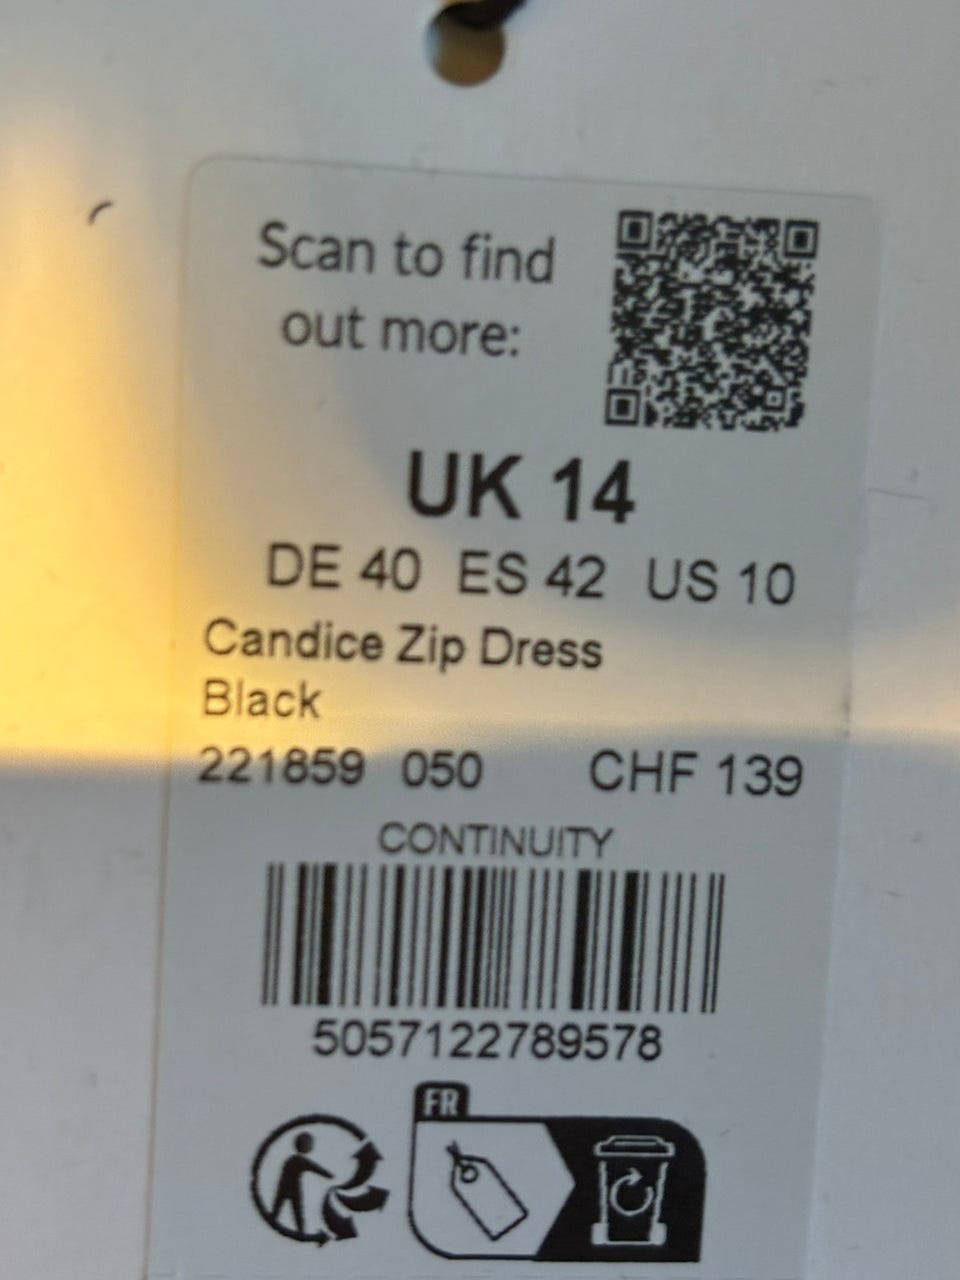 Scan to find
out more:
UK 14
DE 40 ES 42 US 10
Candice Zip Dress
Black
221859 050 CHF 139
CONTINUITY
5057122789578
FR